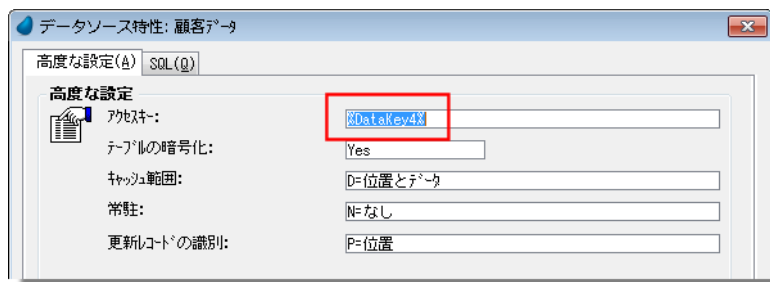 データソース特性: 顧客ﾃﾞｰﾀ
高度な設定(A) SQL(Q)
高度な設定
ｱｸｾｽｷｰ: %DataKey4%
ﾃｰﾌﾞﾙの暗号化: Yes
ｷｬｯｼｭ範囲: D=位置とﾃﾞｰﾀ
常駐: N=なし
更新ﾚｺｰﾄﾞの識別: P=位置